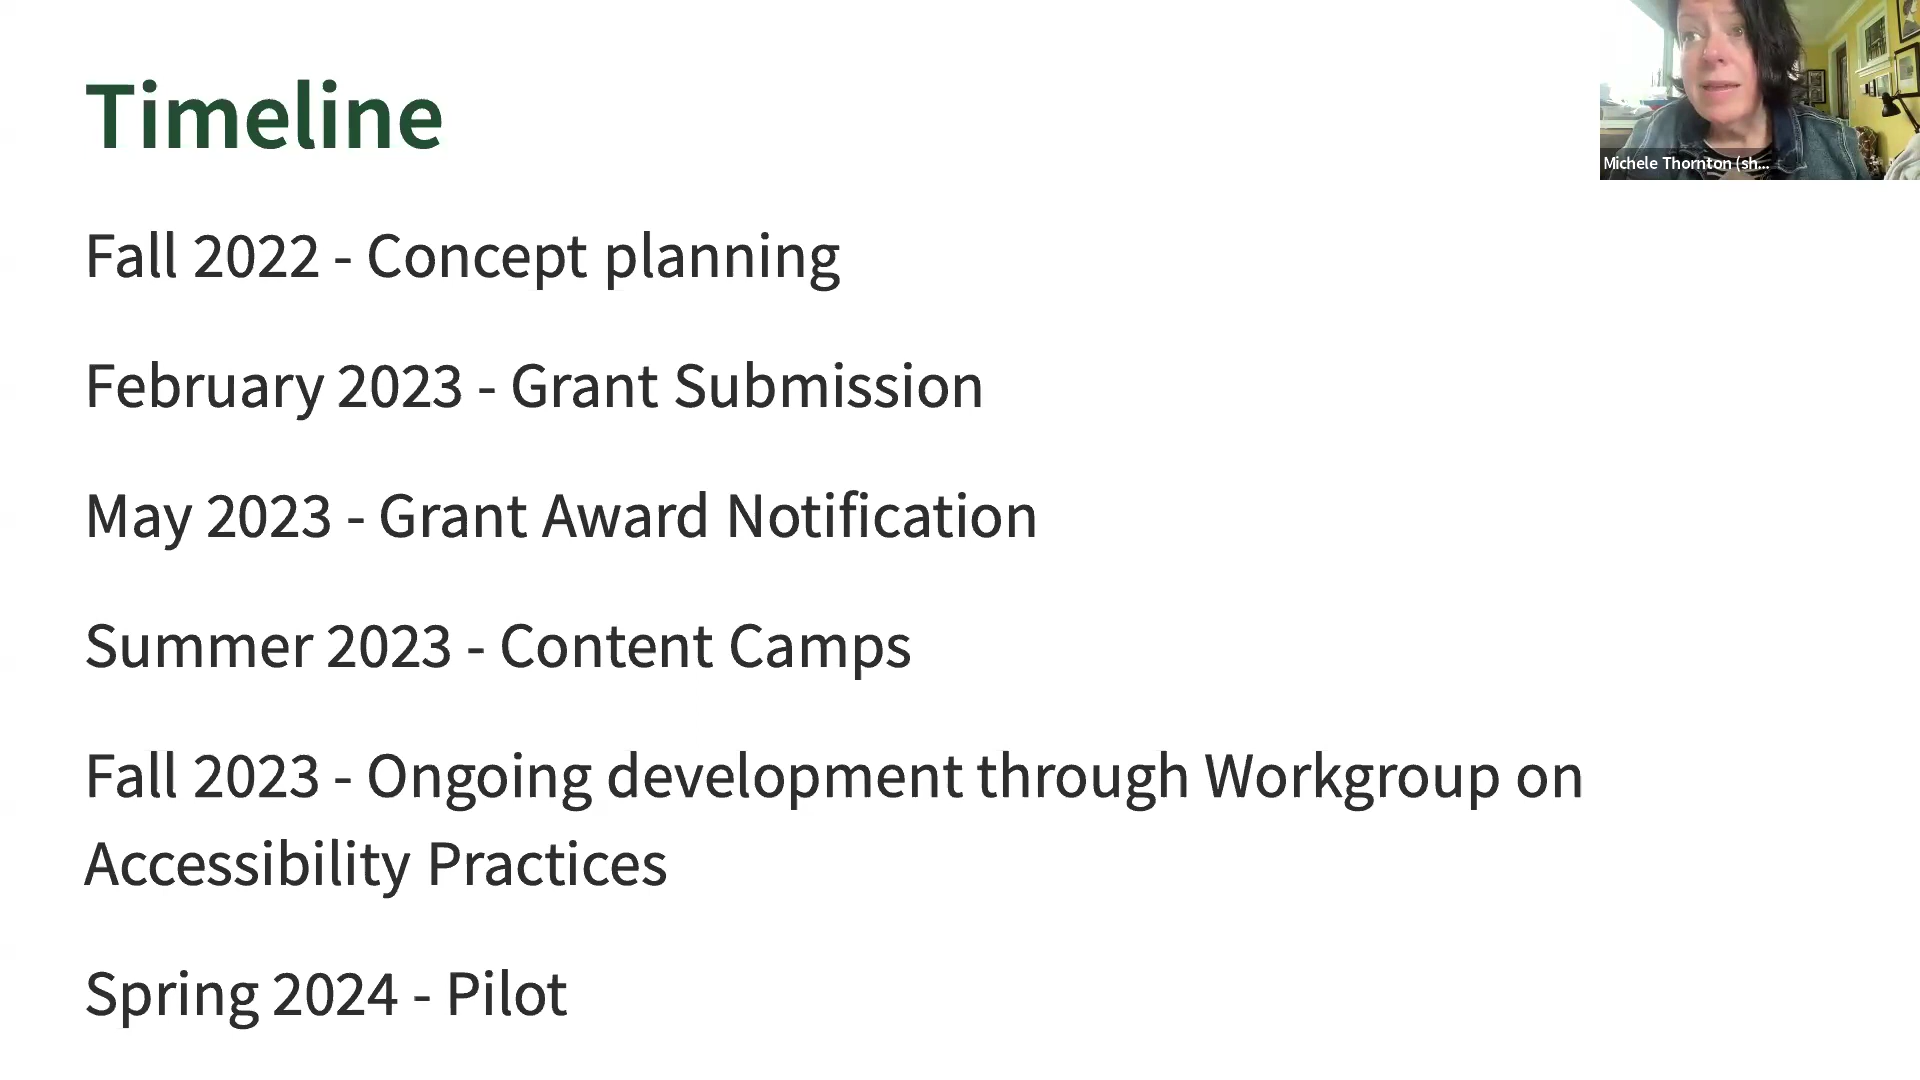 Timeline
Michele Thornton (sh...
Fall 2022 - Concept planning
February 2023 - Grant Submission
May 2023 - Grant Award Notification
Summer 2023 - Content Camps
Fall 2023 - Ongoing development through Workgroup on
Accessibility Practices
Spring 2024 - Pilot